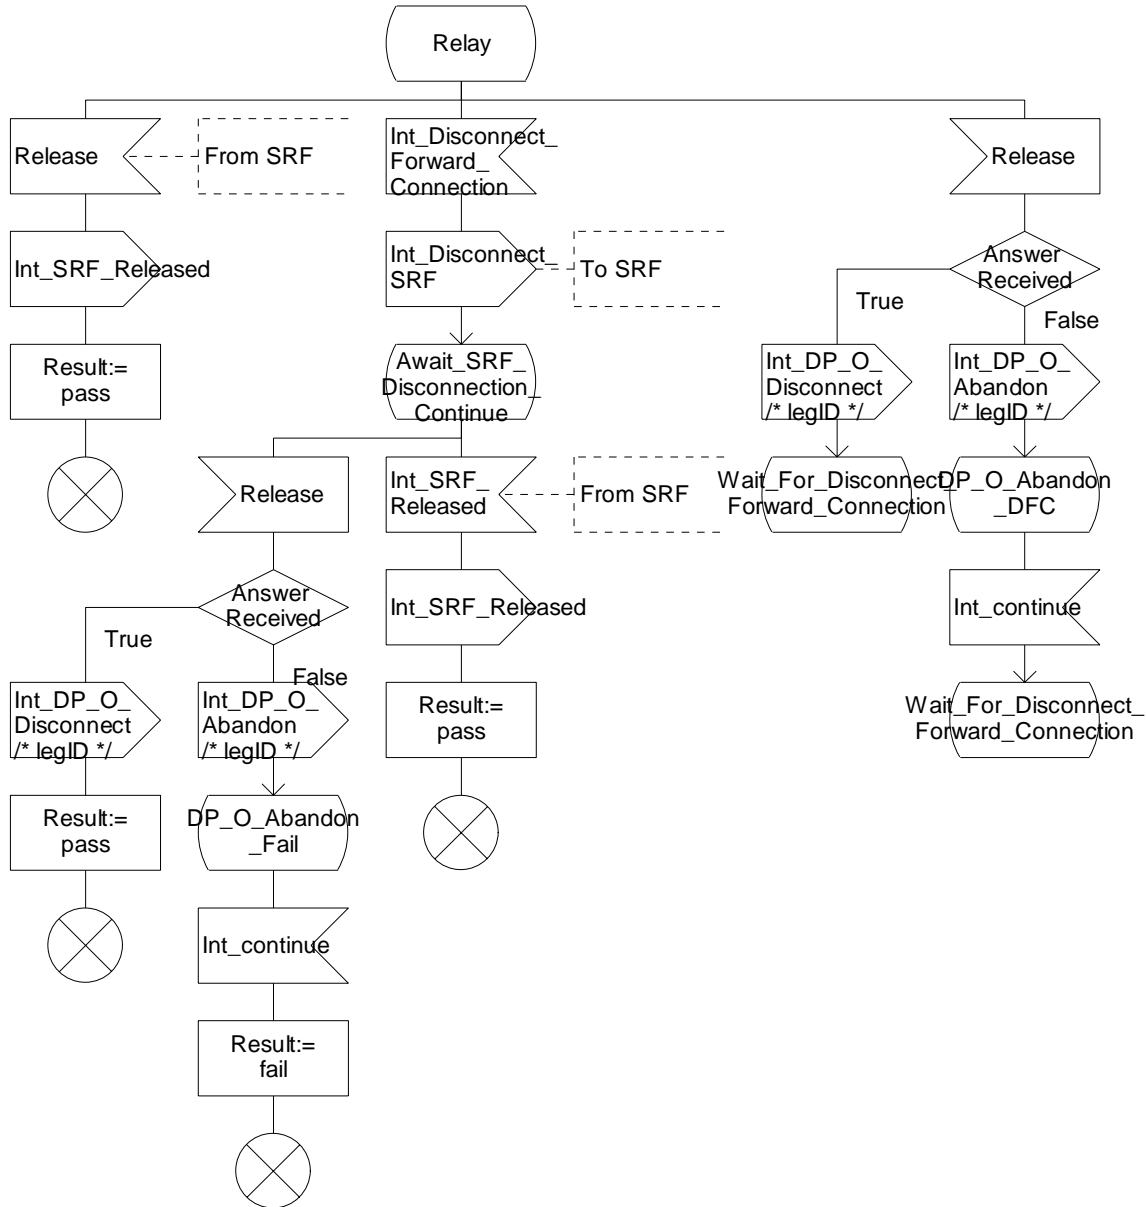 Relay
Release
From SRF
Int_Disconnect_
Forward_
Connection
Release
Int_SRF_Released
Int_Disconnect_
SRF
To SRF
Answer
Received
True
False
Result:=
pass
Await_SRF_
Disconnection_
Continue
Int_DP_O_
Disconnect
/* legID */
Int_DP_O_
Abandon
/* legID */
Release
Int_SRF_
Released
From SRF
Wait_For_Disconnect_
Forward_Connection
DP_O_Abandon
_DFC
Answer
Received
True
False
Int_SRF_Released
Int_continue
Int_DP_O_
Disconnect
/* legID */
Int_DP_O_
Abandon
/* legID */
Result:=
pass
Wait_For_Disconnect_
Forward_Connection
Result:=
pass
DP_O_Abandon
_Fail
Int_continue
Result:=
fail